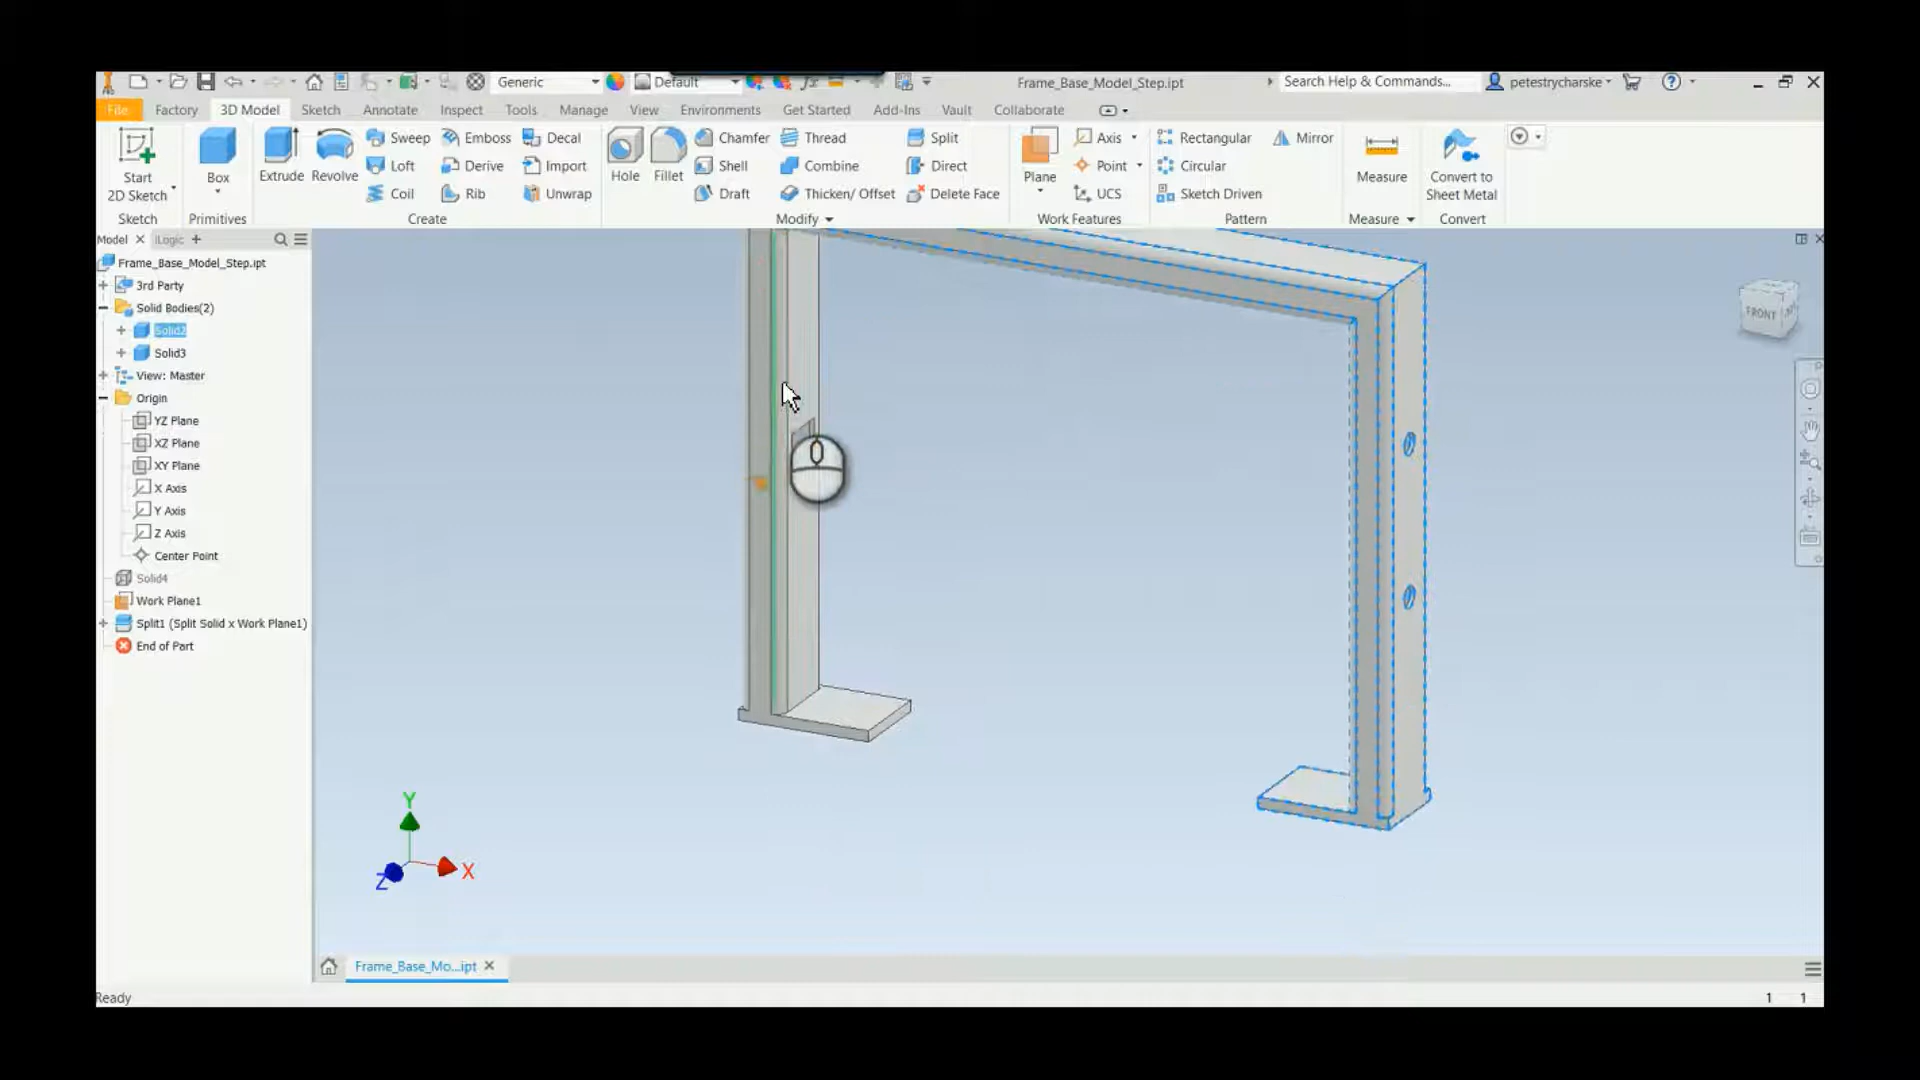 Generic
Default
Frame_Base_Model_Step.ipt
Search Help & Commands...
petestrycharske
File
Factory
3D Model
Sketch
Annotate
Inspect
Tools
Manage
View
Environments
Get Started
Add-Ins
Vault
Collaborate
Start
2D Sketch
Sketch
Box
Primitives
Extrude
Revolve
Sweep
Loft
Coil
Emboss
Derive
Rib
Decal
Import
Unwrap
Create
Hole
Fillet
Chamfer
Shell
Draft
Thread
Combine
Thicken/ Offset
Split
Direct
Delete Face
Modify
Plane
Axis
Point
UCS
Work Features
Rectangular
Circular
Sketch Driven
Mirror
Pattern
Measure
Measure
Convert to
Sheet Metal
Convert
Model
iLogic
Frame_Base_Model_Step.ipt
3rd Party
Solid Bodies(2)
Solid2
Solid3
View: Master
Origin
YZ Plane
XZ Plane
XY Plane
X Axis
Y Axis
Z Axis
Center Point
Solid4
Work Plane1
Split1 (Split Solid x Work Plane1)
End of Part
FRONT
Y
X
Z
Frame_Base_Mo...ipt
Ready
1
1